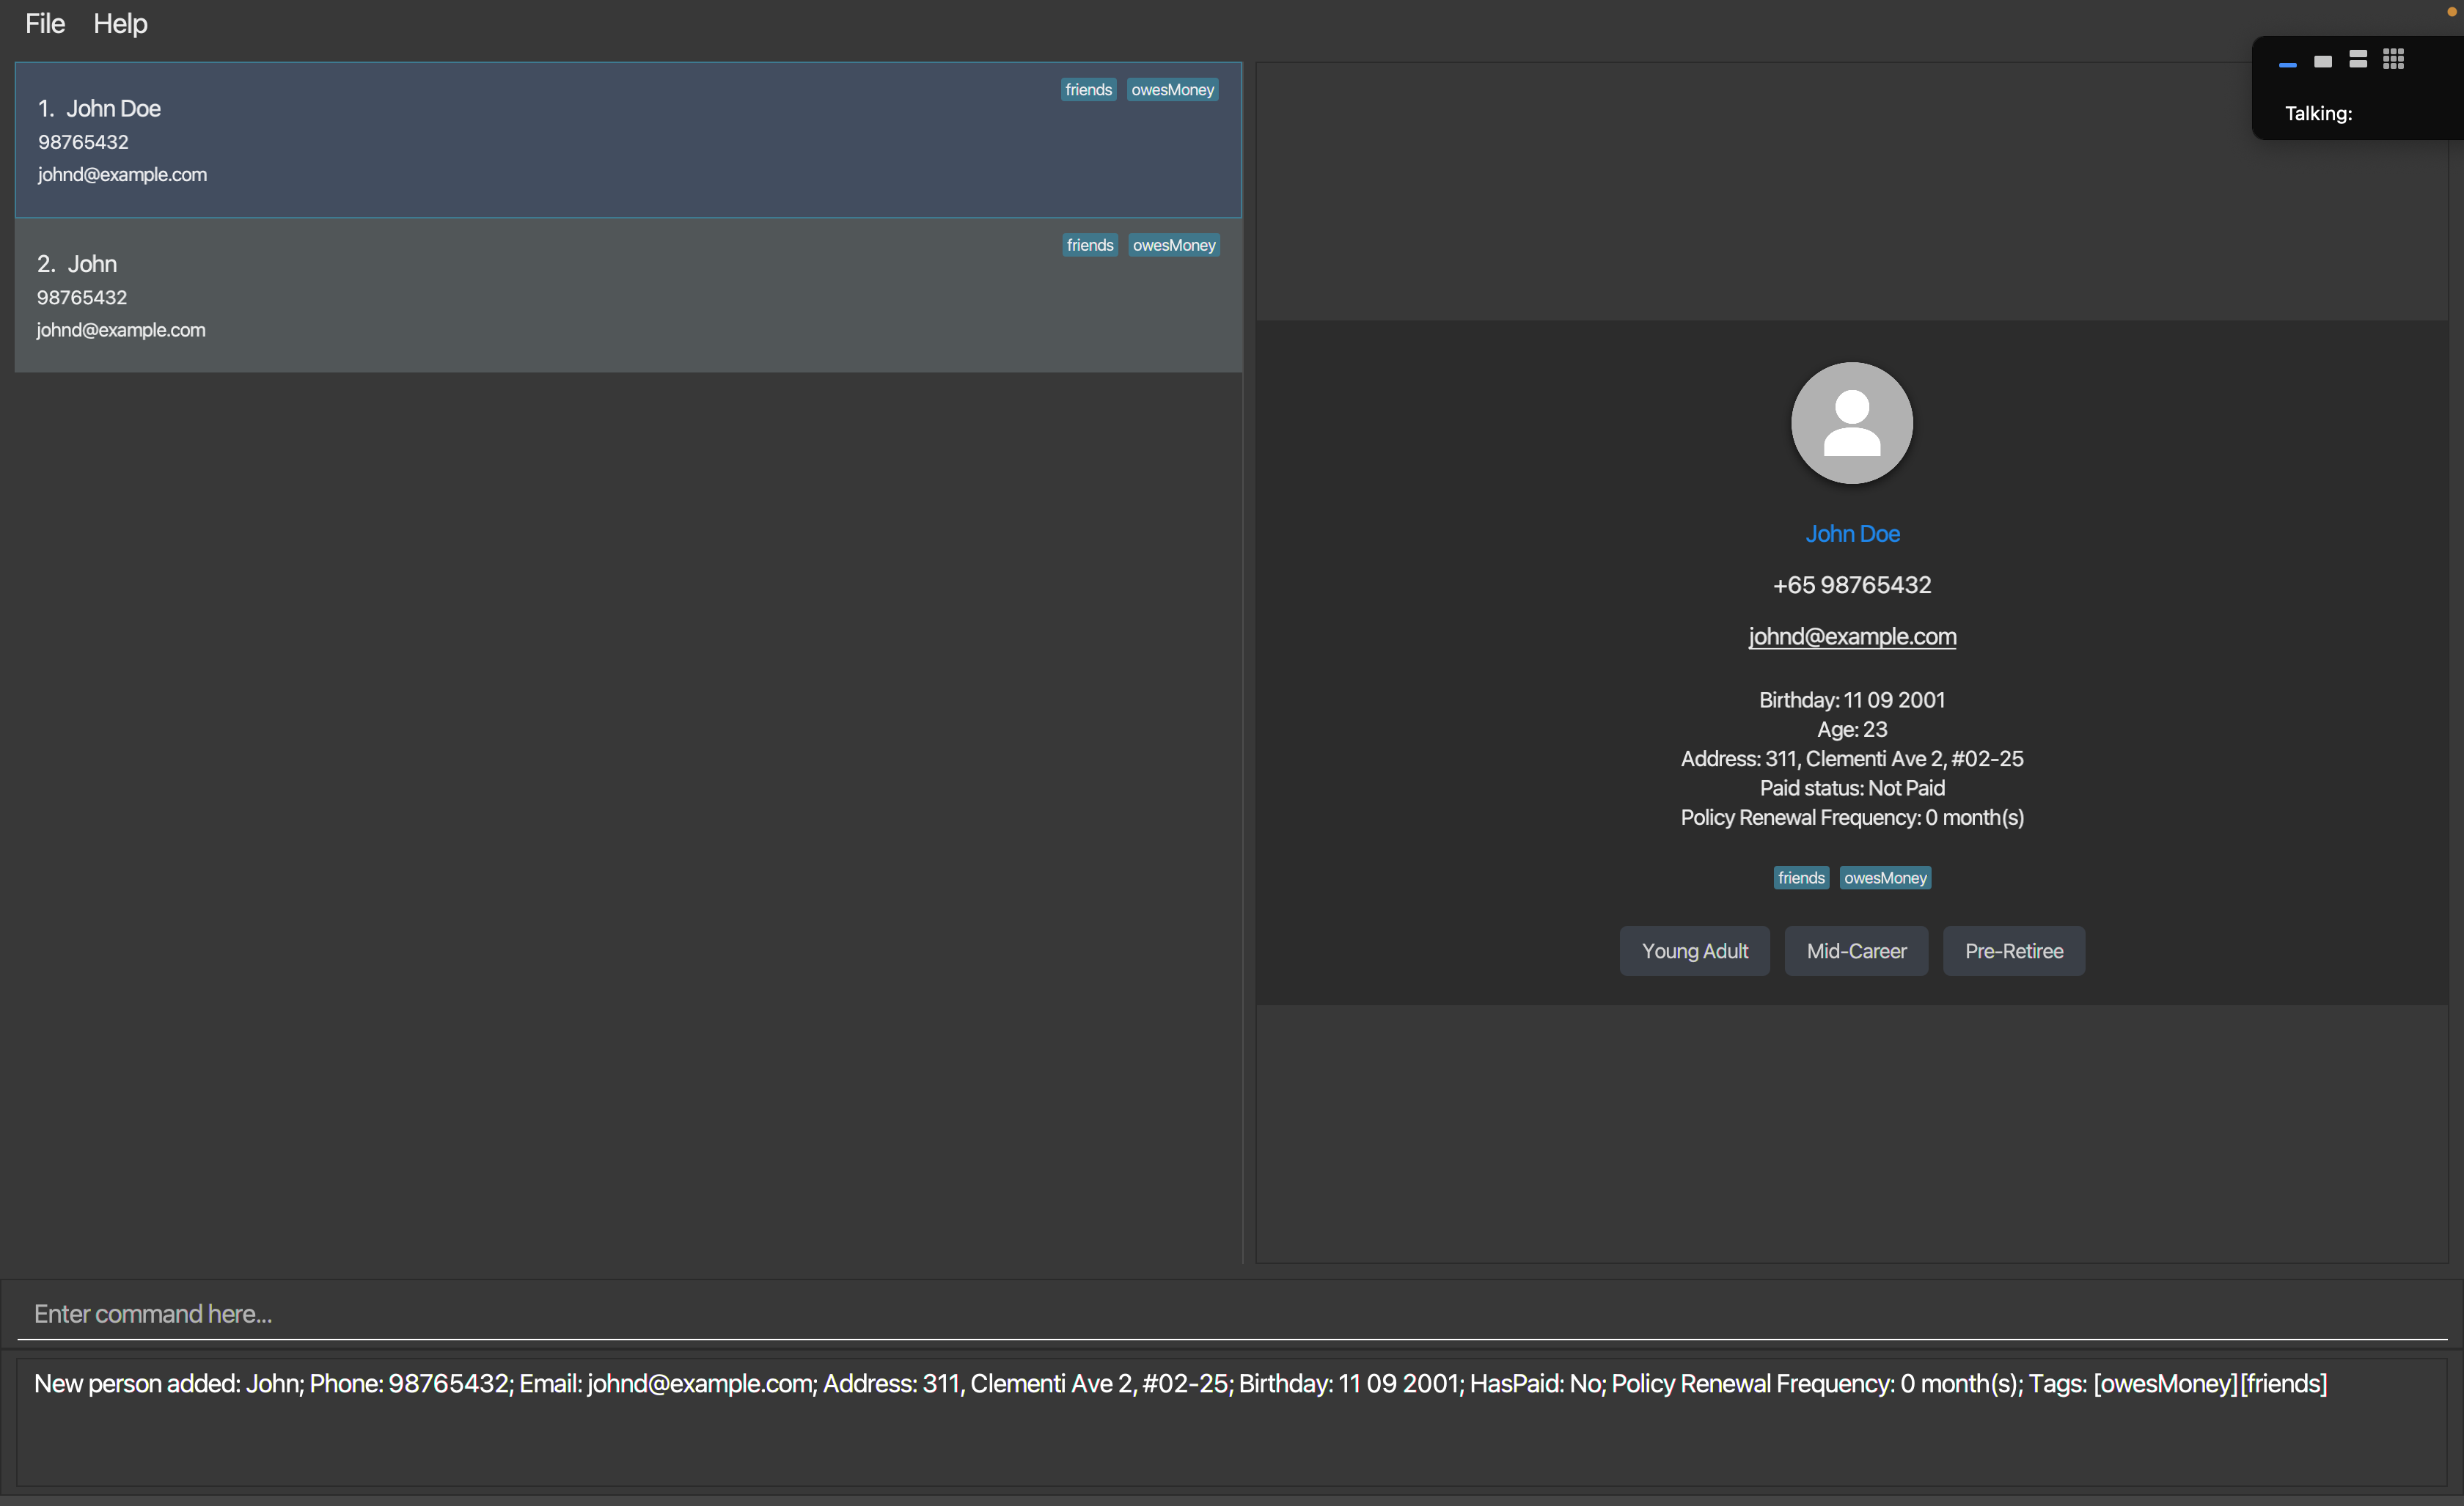 File Help
Talking:
1. John Doe
friends owesMoney
98765432
johnd@example.com
2. John
friends owesMoney
98765432
johnd@example.com
John Doe
+65 98765432
johnd@example.com
Birthday: 11 09 2001
Age: 23
Address: 311, Clementi Ave 2, #02-25
Paid status: Not Paid
Policy Renewal Frequency: 0 month(s)
friends owesMoney
Young Adult Mid-Career Pre-Retiree
Enter command here...
New person added: John; Phone: 98765432; Email: johnd@example.com; Address: 311, Clementi Ave 2, #02-25; Birthday: 11 09 2001; HasPaid: No; Policy Renewal Frequency: 0 month(s); Tags: [owesMoney][friends]